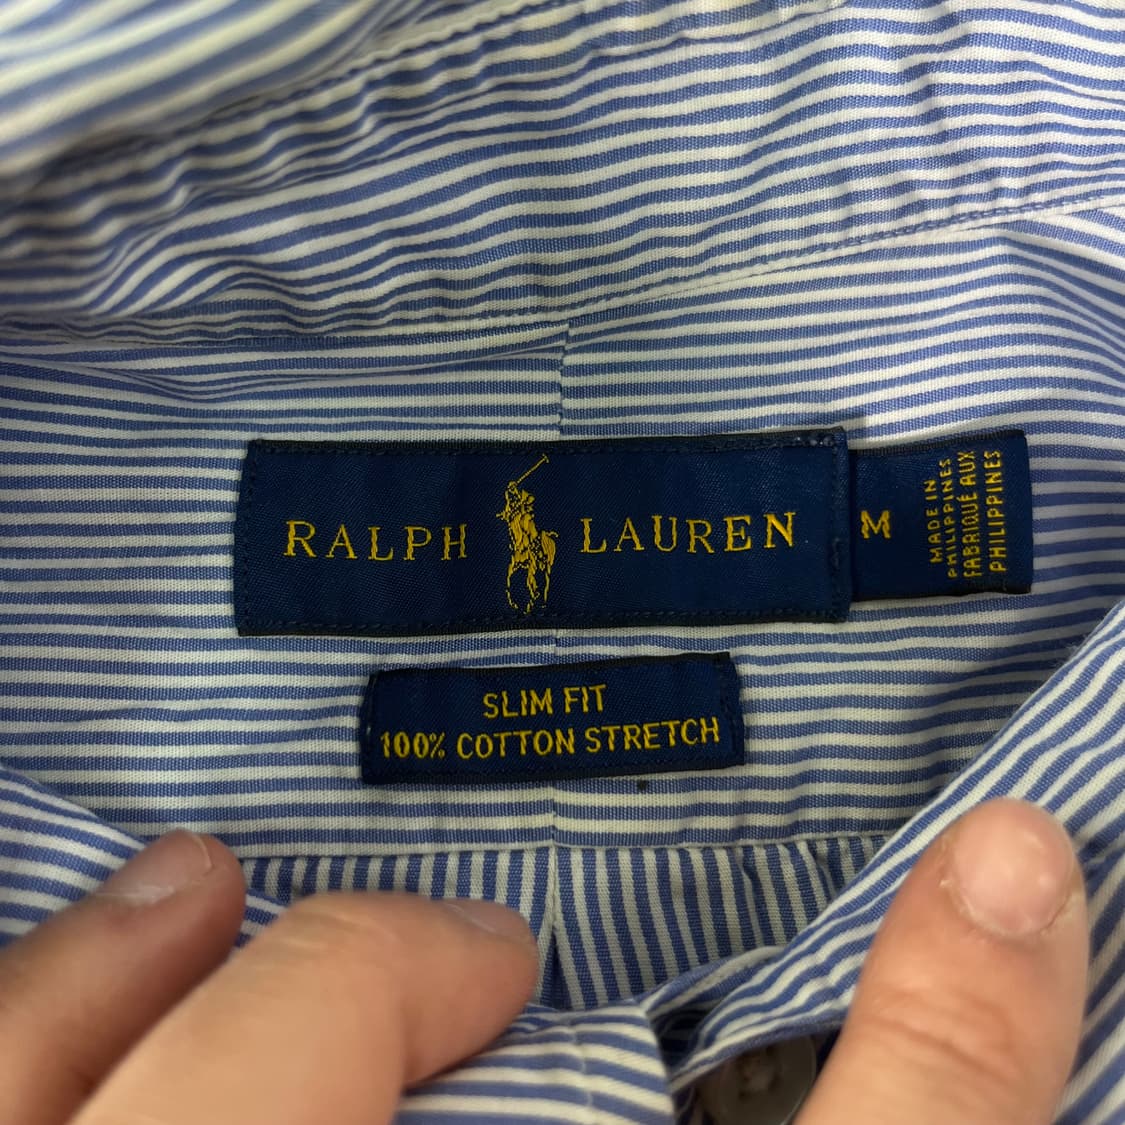 RALPH LAUREN
M
MADE IN
PHILIPPINES
FABRIQUÉ AUX
PHILIPPINES
SLIM FIT
100% COTTON STRETCH